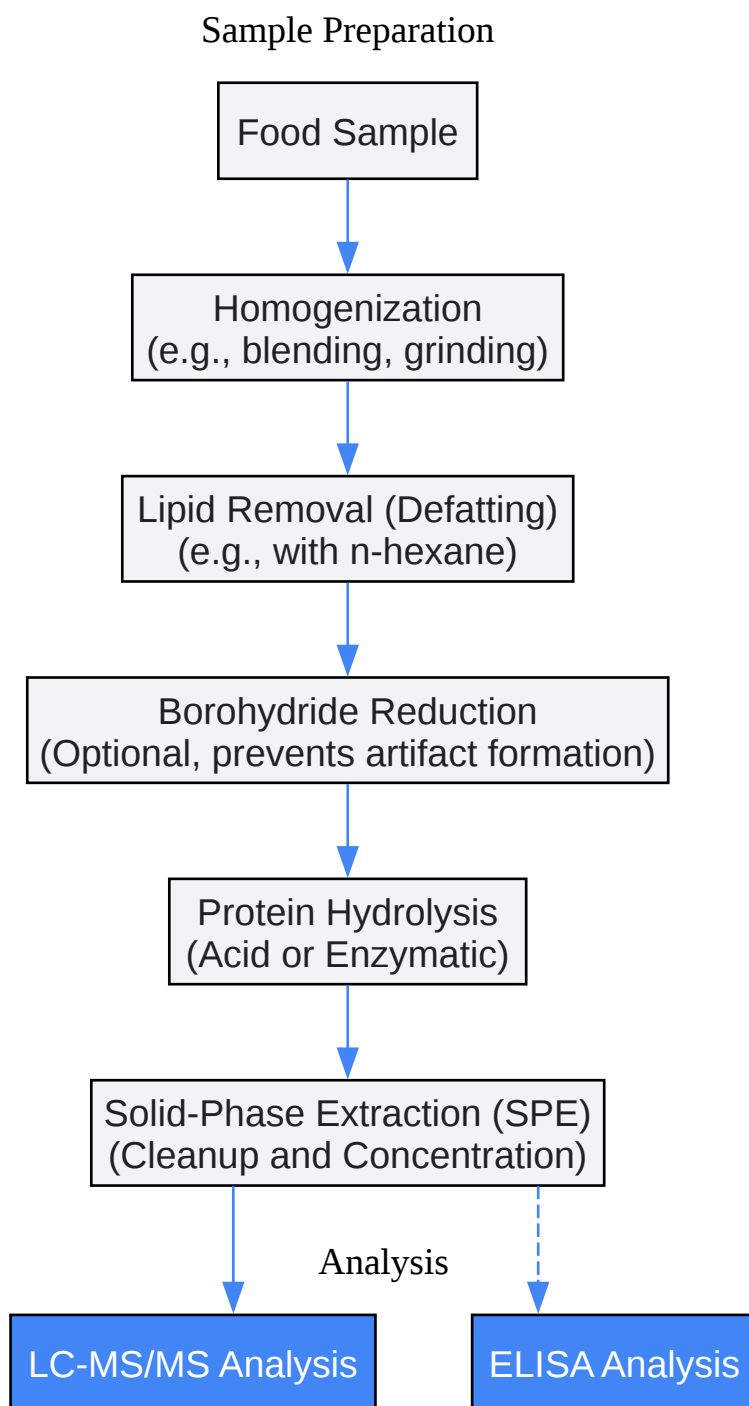 Sample Preparation
Food Sample
Homogenization
(e.g., blending, grinding)
Lipid Removal (Defatting)
(e.g., with n-hexane)
Borohydride Reduction
(Optional, prevents artifact formation)
Protein Hydrolysis
(Acid or Enzymatic)
Solid-Phase Extraction (SPE)
(Cleanup and Concentration)
Analysis
LC-MS/MS Analysis
ELISA Analysis